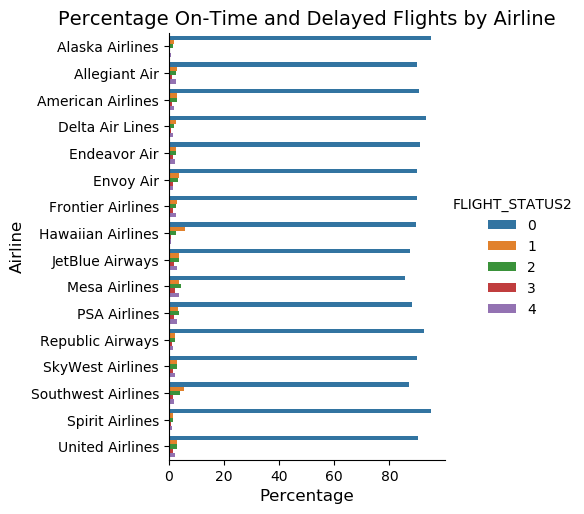 Percentage On-Time and Delayed Flights by Airline
Alaska Airlines
Allegiant Air
American Airlines
Delta Air Lines
Endeavor Air
Envoy Air
Frontier Airlines
Hawaiian Airlines
JetBlue Airways
Mesa Airlines
PSA Airlines
Republic Airways
SkyWest Airlines
Southwest Airlines
Spirit Airlines
United Airlines
Airline
0 20 40 60 80
Percentage
FLIGHT_STATUS2
0
1
2
3
4